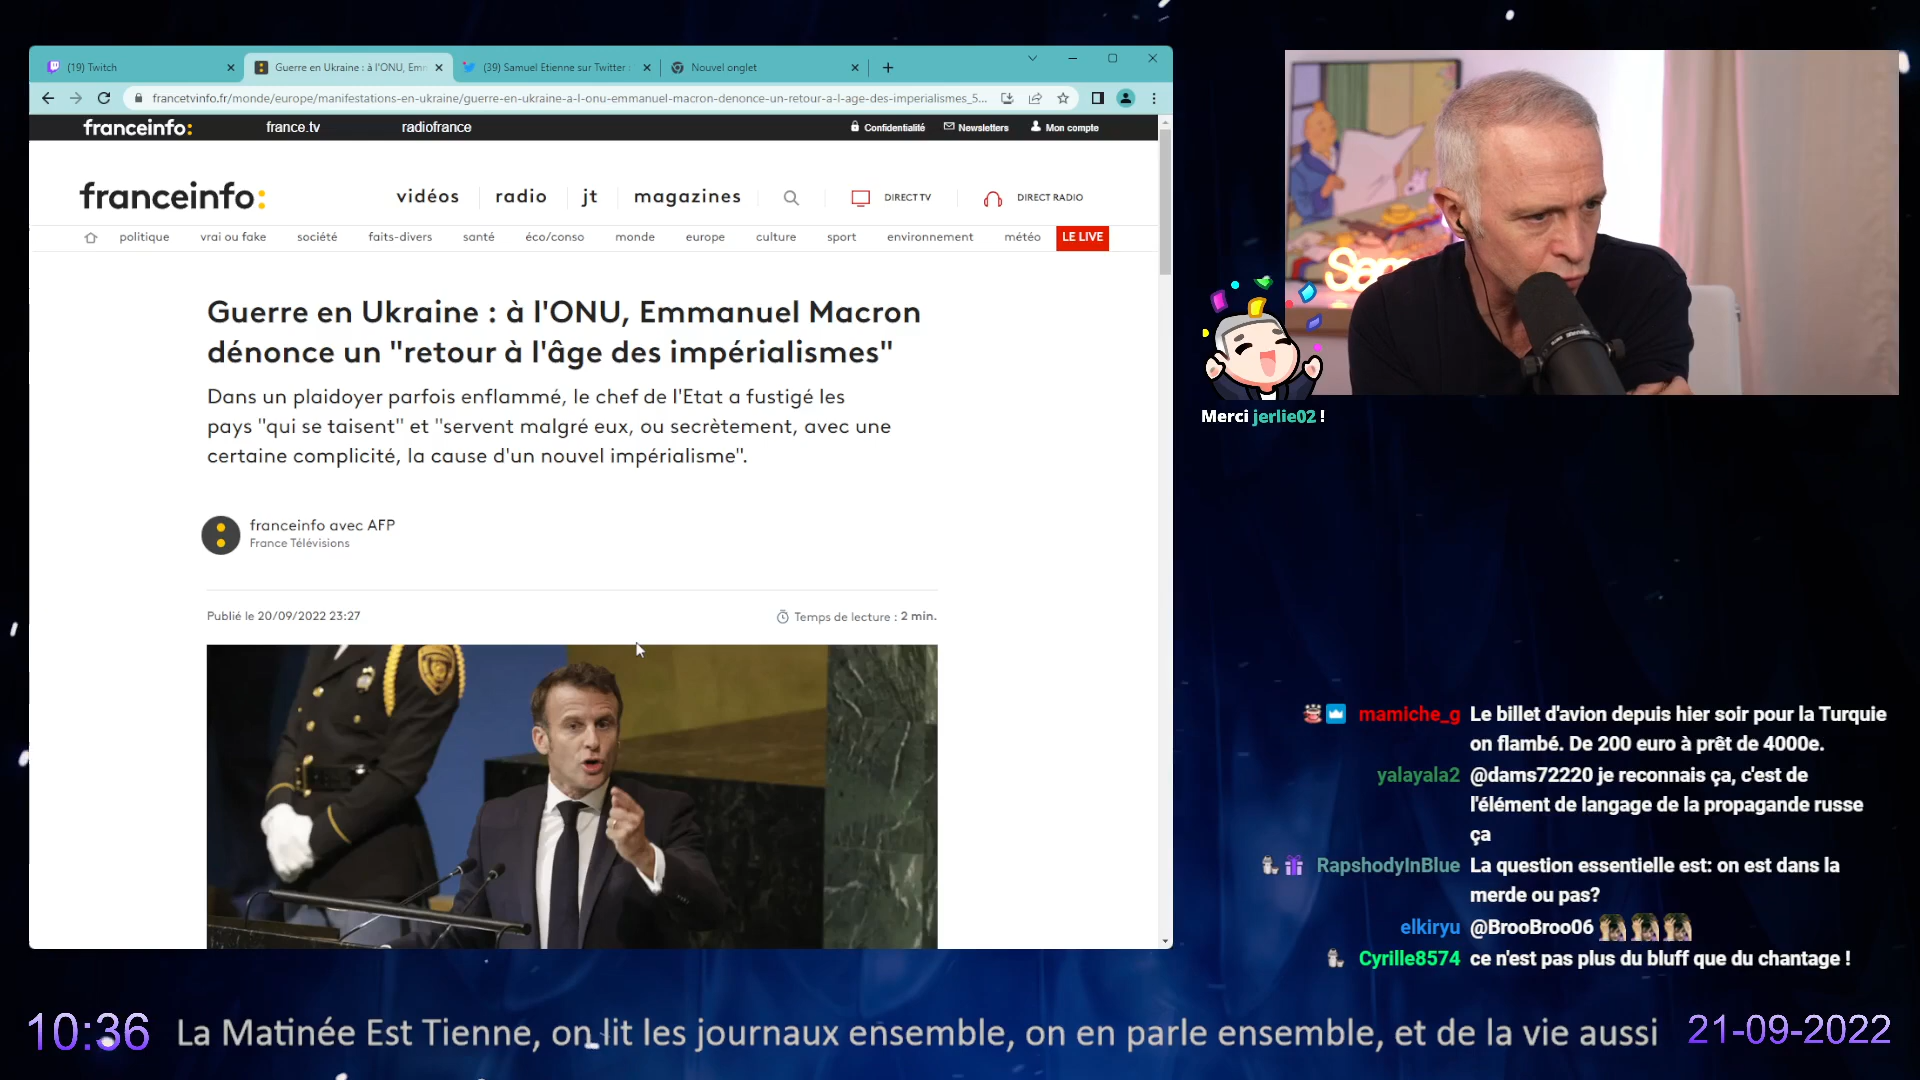 (19) Twitch
Guerre en Ukraine : à l'ONU, Em
(39) Samuel Etienne sur Twitter :
Nouvel onglet
francetvinfo.fr/monde/europe/manifestations-en-ukraine/guerre-en-ukraine-a-l-onu-emmanuel-macron-denonce-un-retour-a-l-age-des-imperialismes_5...
franceinfo:
france.tv
radiofrance
Confidentialité
Newsletters
Mon compte
franceinfo:
vidéos
radio
jt
magazines
DIRECT TV
DIRECT RADIO
politique
vrai ou fake
société
faits-divers
santé
éco/conso
monde
europe
culture
sport
environnement
météo
LE LIVE
Guerre en Ukraine : à l'ONU, Emmanuel Macron
dénonce un "retour à l'âge des impérialismes"
Dans un plaidoyer parfois enflammé, le chef de l'Etat a fustigé les
pays "qui se taisent" et "servent malgré eux, ou secrètement, avec une
certaine complicité, la cause d'un nouvel impérialisme".
franceinfo avec AFP
France Télévisions
Publié le 20/09/2022 23:27
Temps de lecture : 2 min.
Sam
Merci jerlie02 !
mamiche_g Le billet d'avion depuis hier soir pour la Turquie
on flambé. De 200 euro à prêt de 4000e.
yalayala2 @dams72220 je reconnais ça, c'est de
l'élément de langage de la propagande russe
ça
RapshodyInBlue La question essentielle est: on est dans la
merde ou pas?
elkiryu @BrooBroo06
Cyrille8574 ce n'est pas plus du bluff que du chantage !
10:36
La Matinée Est Tienne, on lit les journaux ensemble, on en parle ensemble, et de la vie aussi
21-09-2022